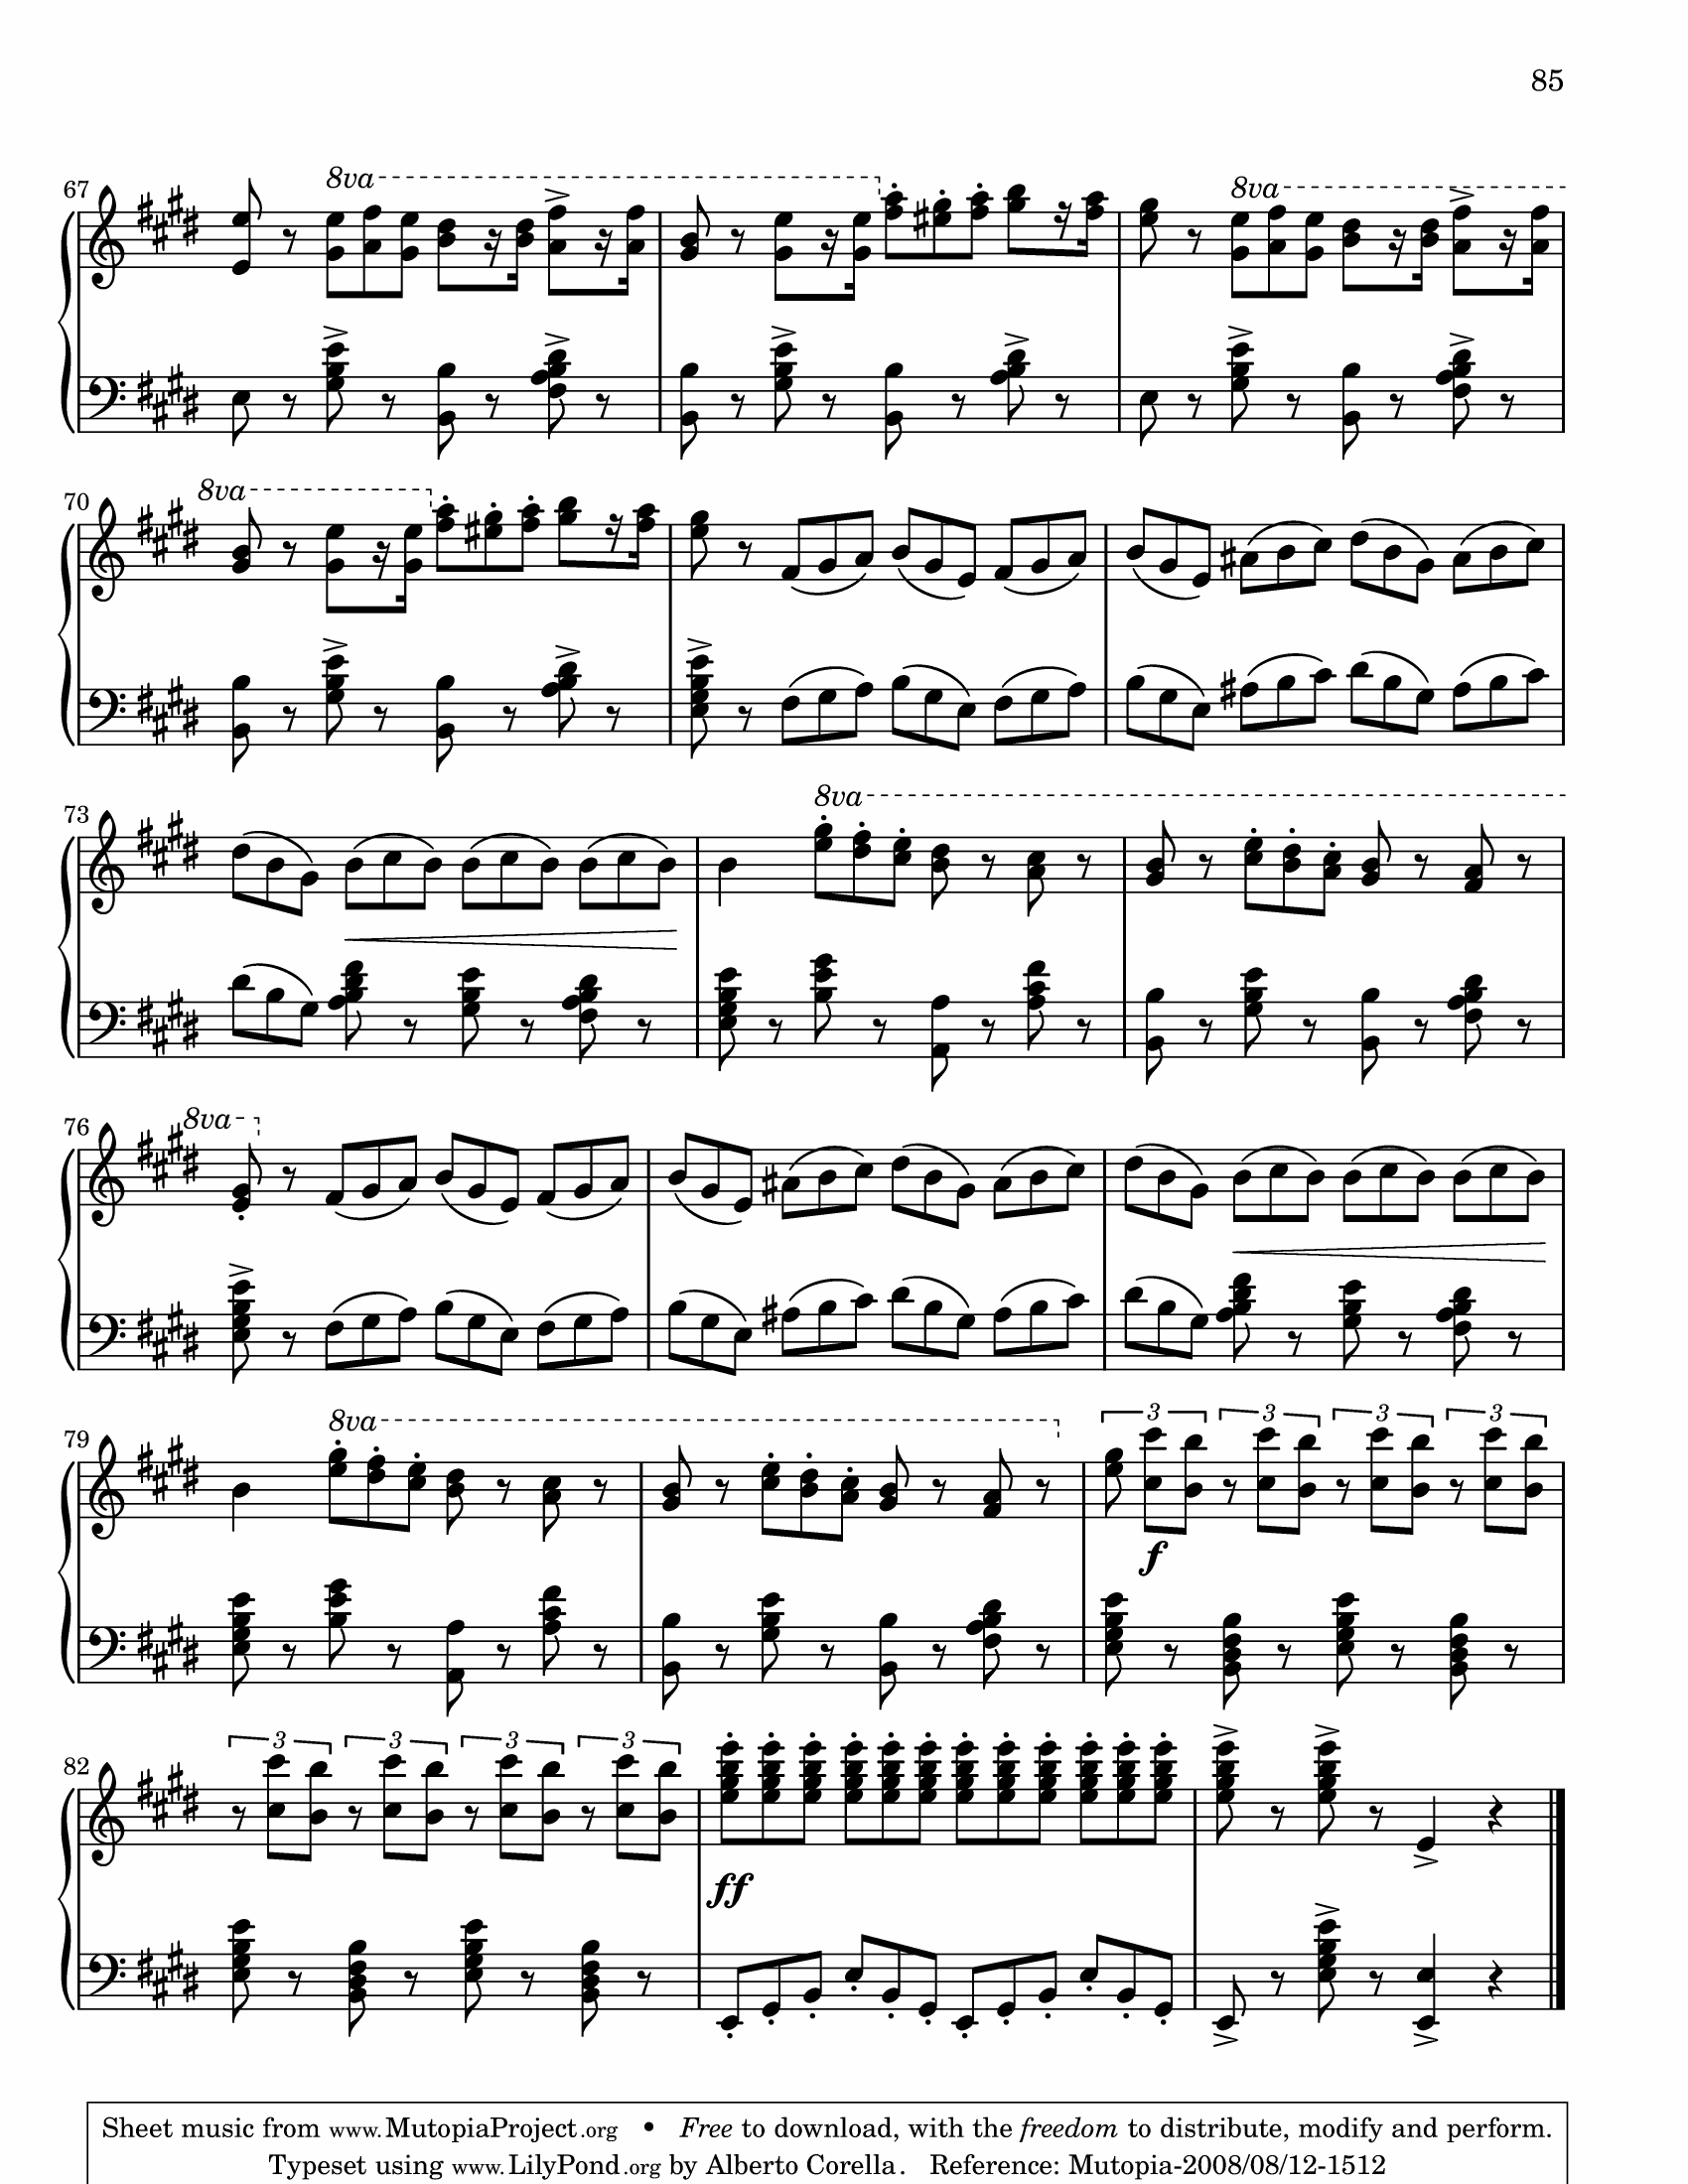 85
67
8va
8va
70
8va
73
8va
76
8va
79
8va
3 3 3 3
f
82
3 3 3 3
ff
Sheet music from www.MutopiaProject.org • Free to download, with the freedom to distribute, modify and perform.
Typeset using www.LilyPond.org by Alberto Corella. Reference: Mutopia-2008/08/12-1512